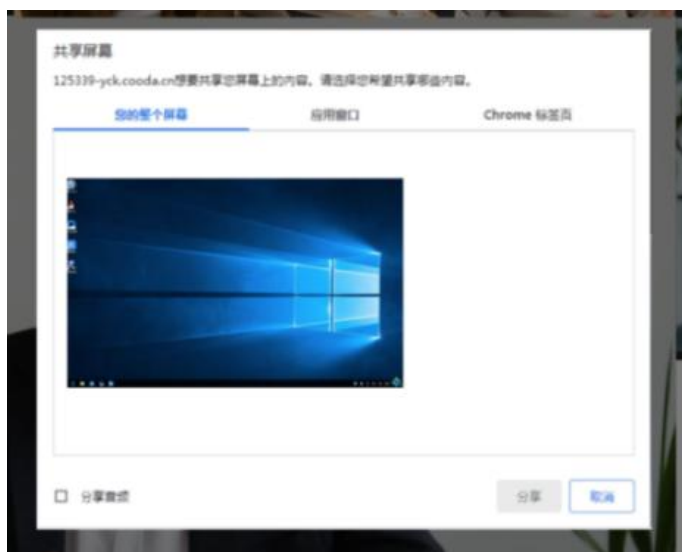 共享屏幕
125339-yck.cooda.cn想要共享您屏幕上的内容。请选择您希望共享哪些内容。
您的整个屏幕
应用窗口
Chrome 标签页
分享音频
分享
取消